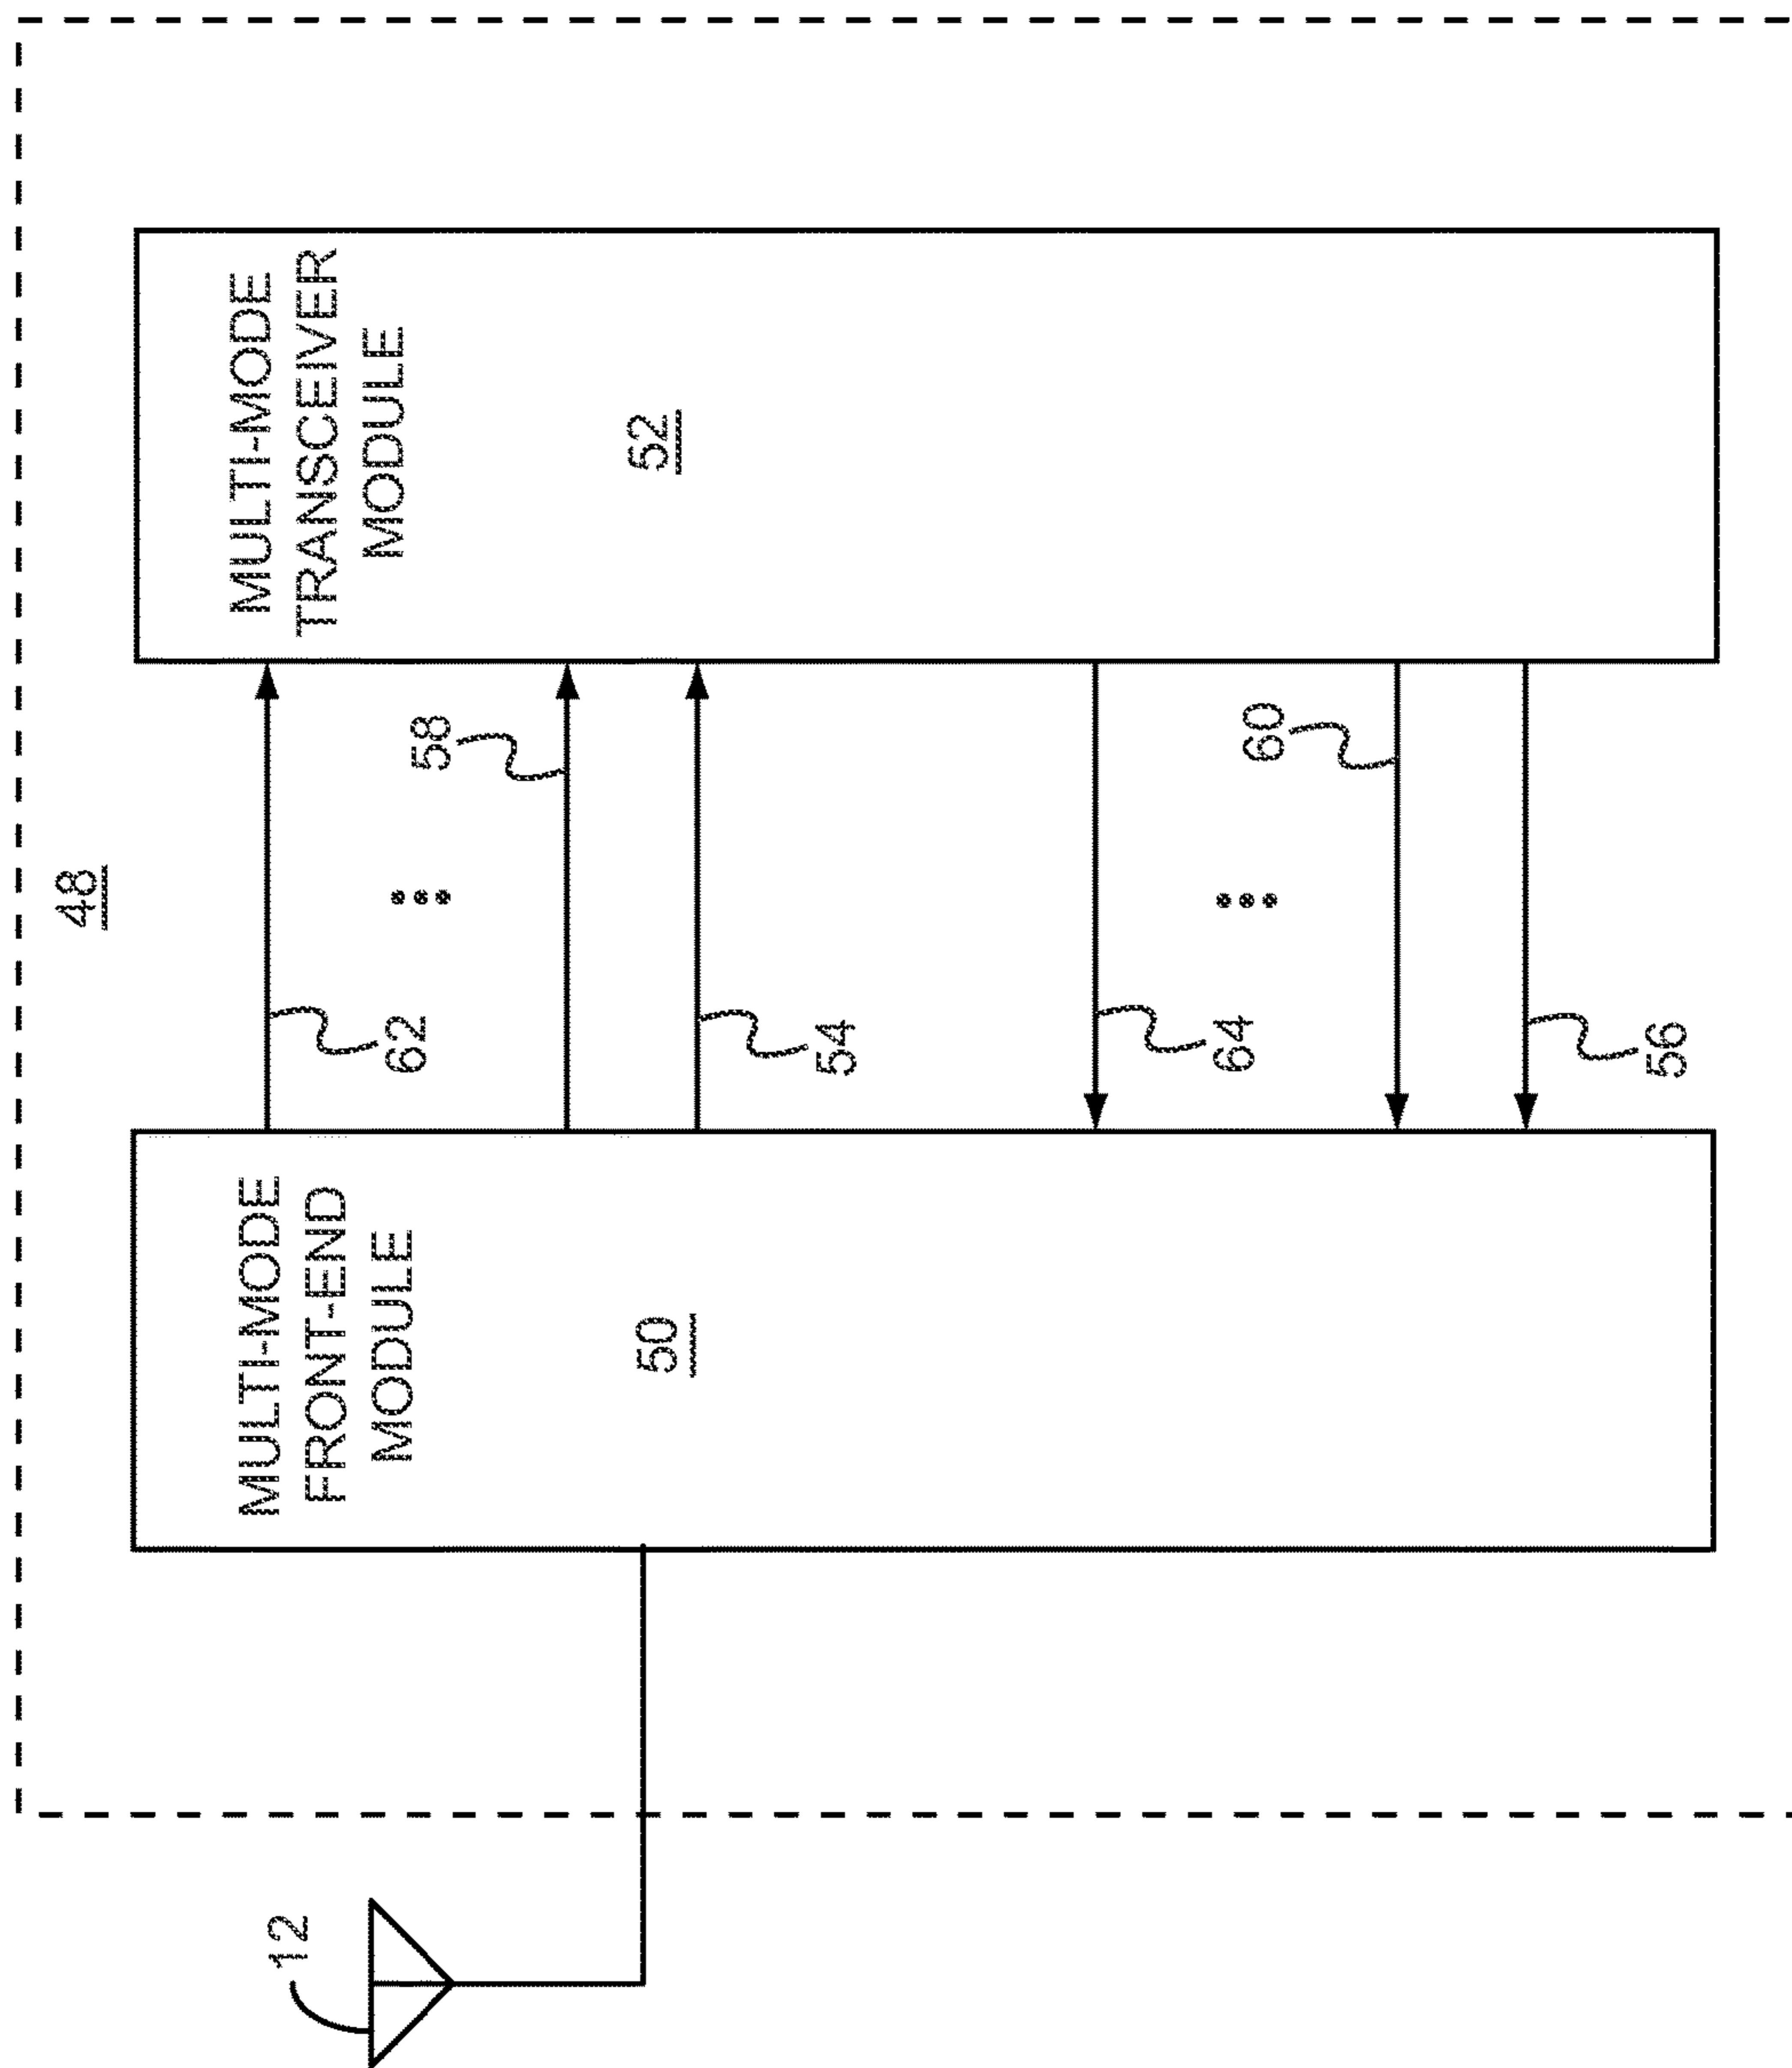 48
12
MULTI-MODE
FRONT-END
MODULE
50
62
58
54
64
60
56
MULTI-MODE
TRANSCEIVER
MODULE
52